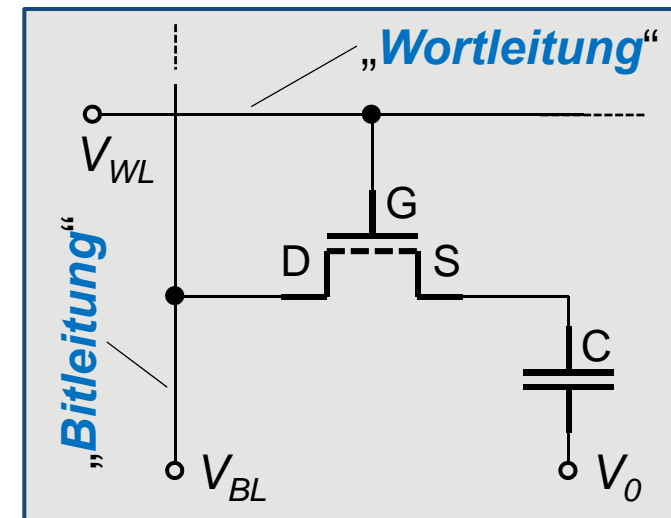 „Wortleitung“
V_WL
G
D S
„Bitleitung“
C
V_BL
V_0